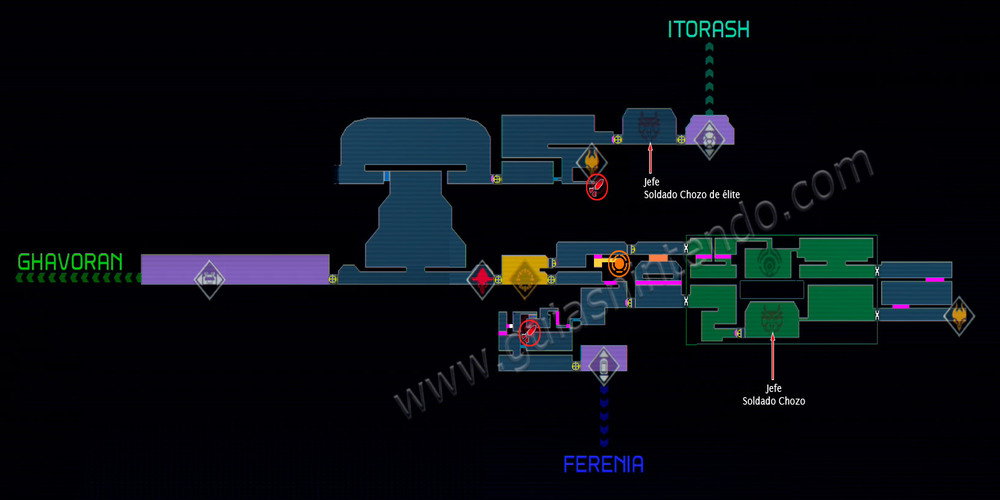 ITORASH
Jefe
Soldado Chozo de élite
GHAVORAN
www.guiasnintendo.com
Jefe
Soldado Chozo
FERENIA